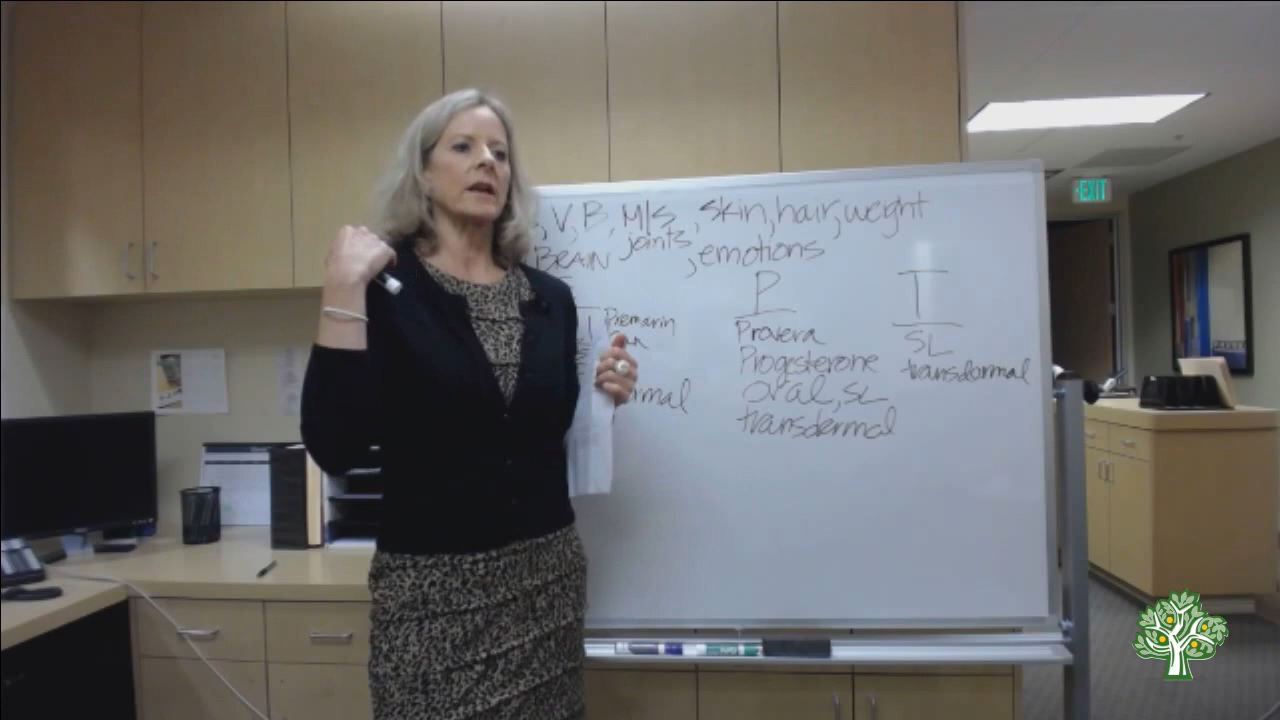 , V, B, M/S, skin, hair, weight
BRAIN joints, emotions
P
T
Premarin
Provera
SL
Progesterone
transdermal
oral, SL
transdermal
EXIT